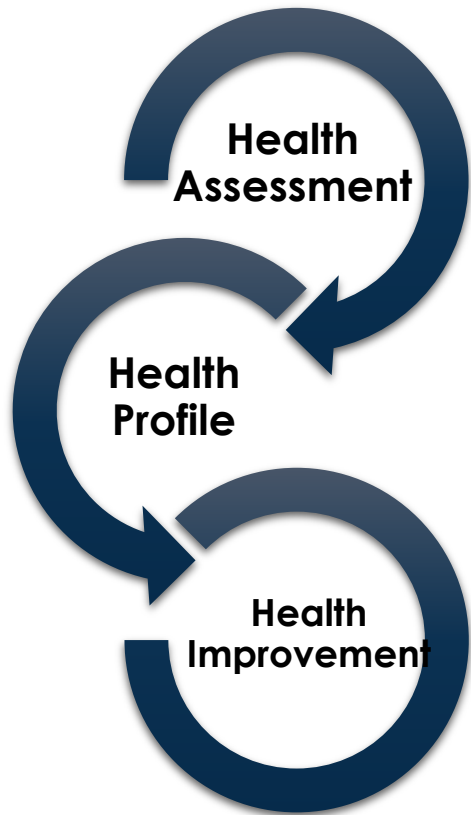 Health
Assessment
Health
Profile
Health
Improvement